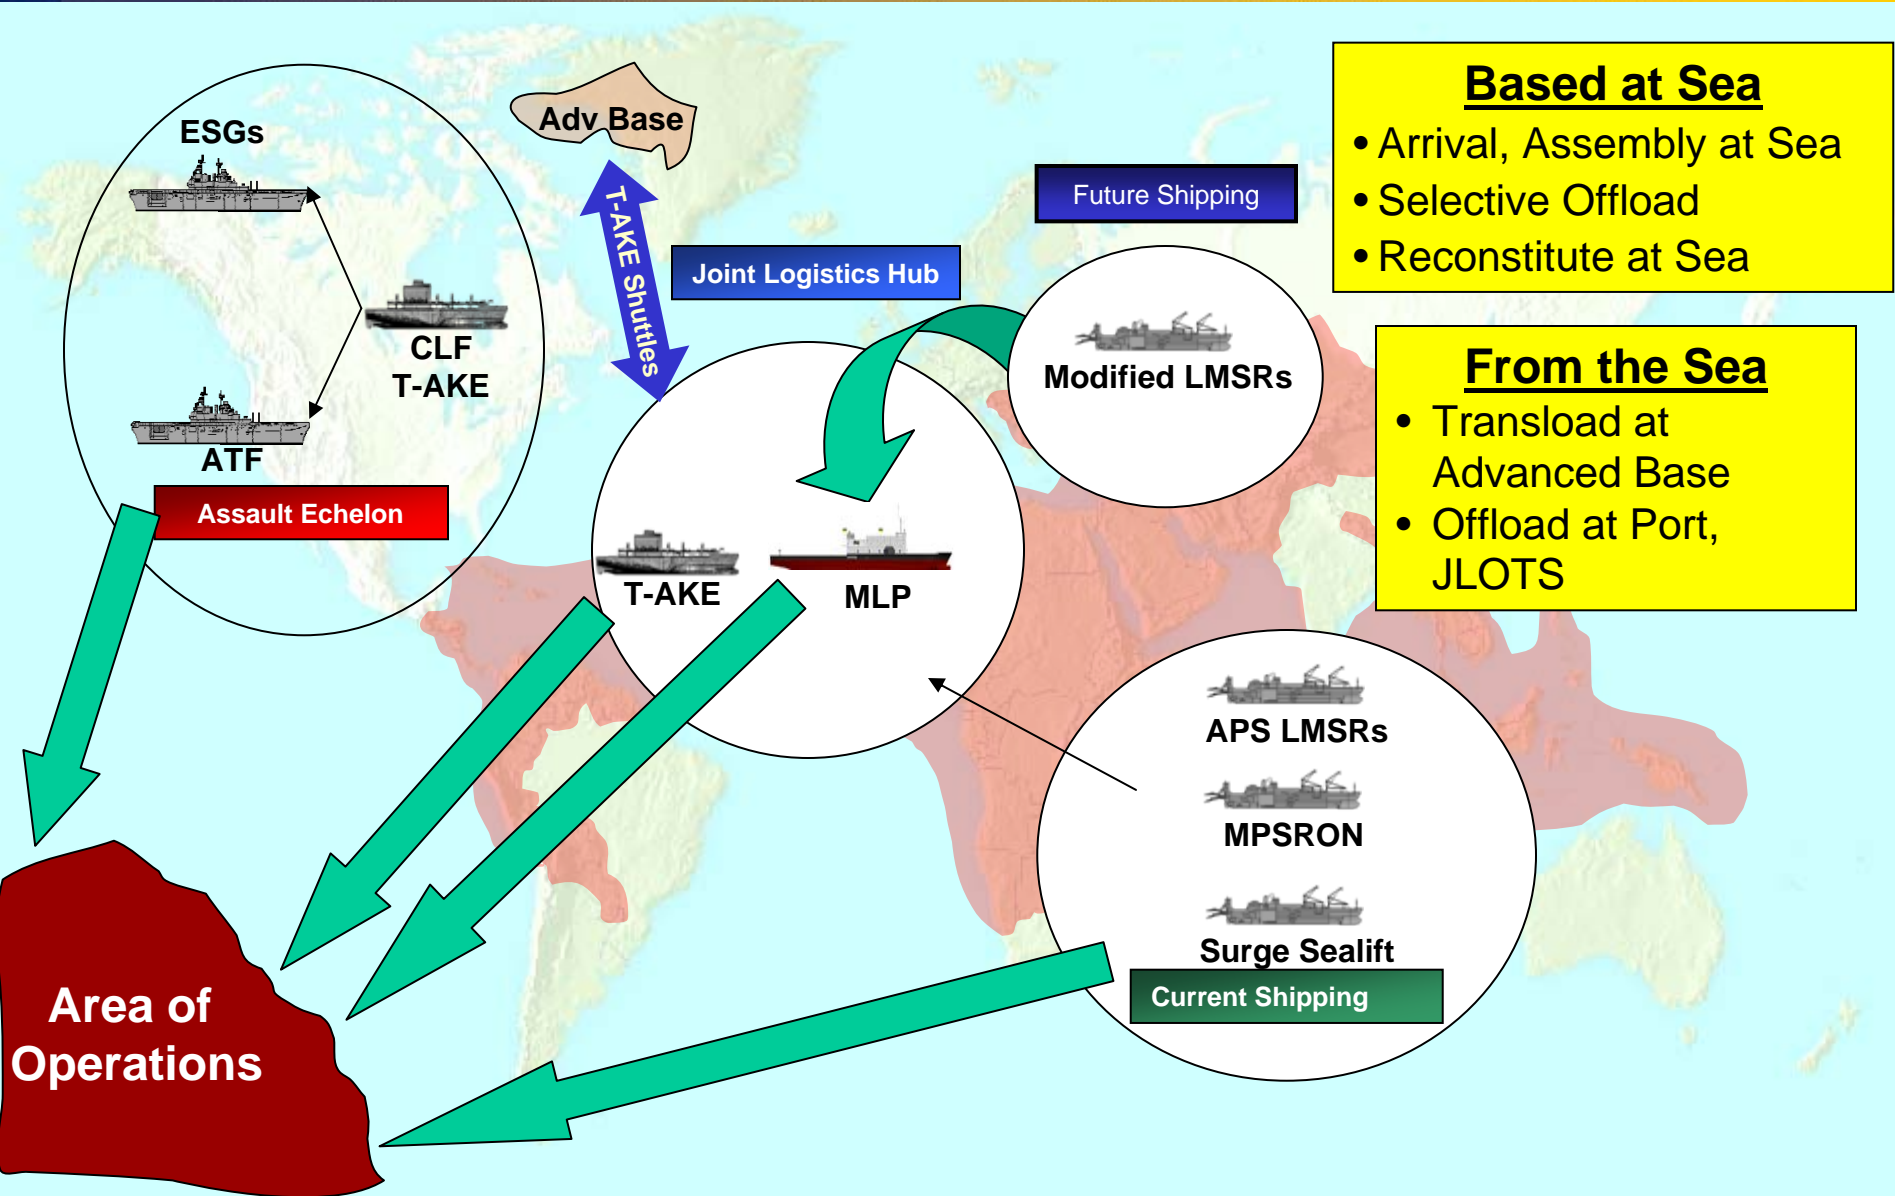 ESGs
CLF
T-AKE
ATF
Assault Echelon
Adv Base
T-AKE Shuttles
Joint Logistics Hub
Future Shipping
Modified LMSRs
T-AKE
MLP
Based at Sea
• Arrival, Assembly at Sea
• Selective Offload
• Reconstitute at Sea
From the Sea
• Transload at
Advanced Base
• Offload at Port,
JLOTS
APS LMSRs
MPSRON
Surge Sealift
Current Shipping
Area of
Operations